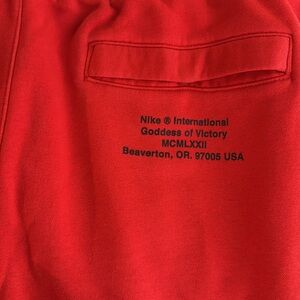 Nike ® International
Goddess of Victory
MCMLXXII
Beaverton, OR. 97005 USA